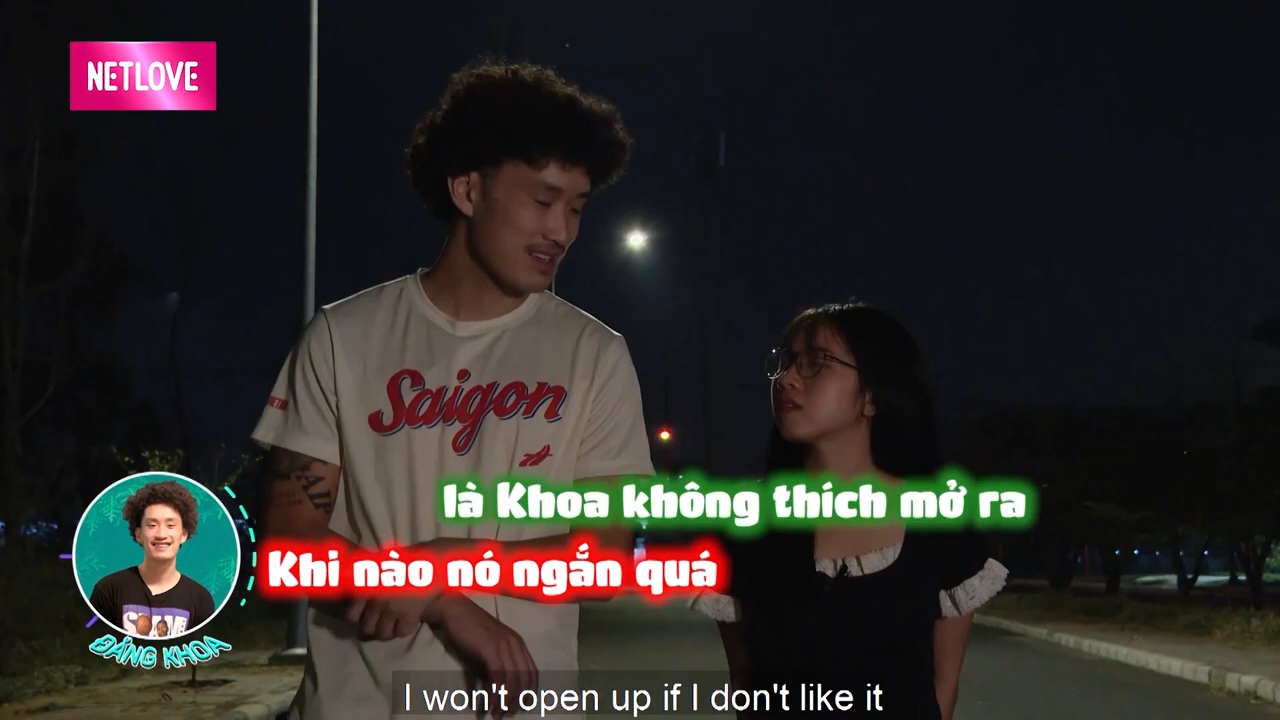 NETLOVE
Saigon
là Khoa không thích mở ra
Khi nào nó ngắn quá
ĐĂNG KHOA
I won't open up if I don't like it